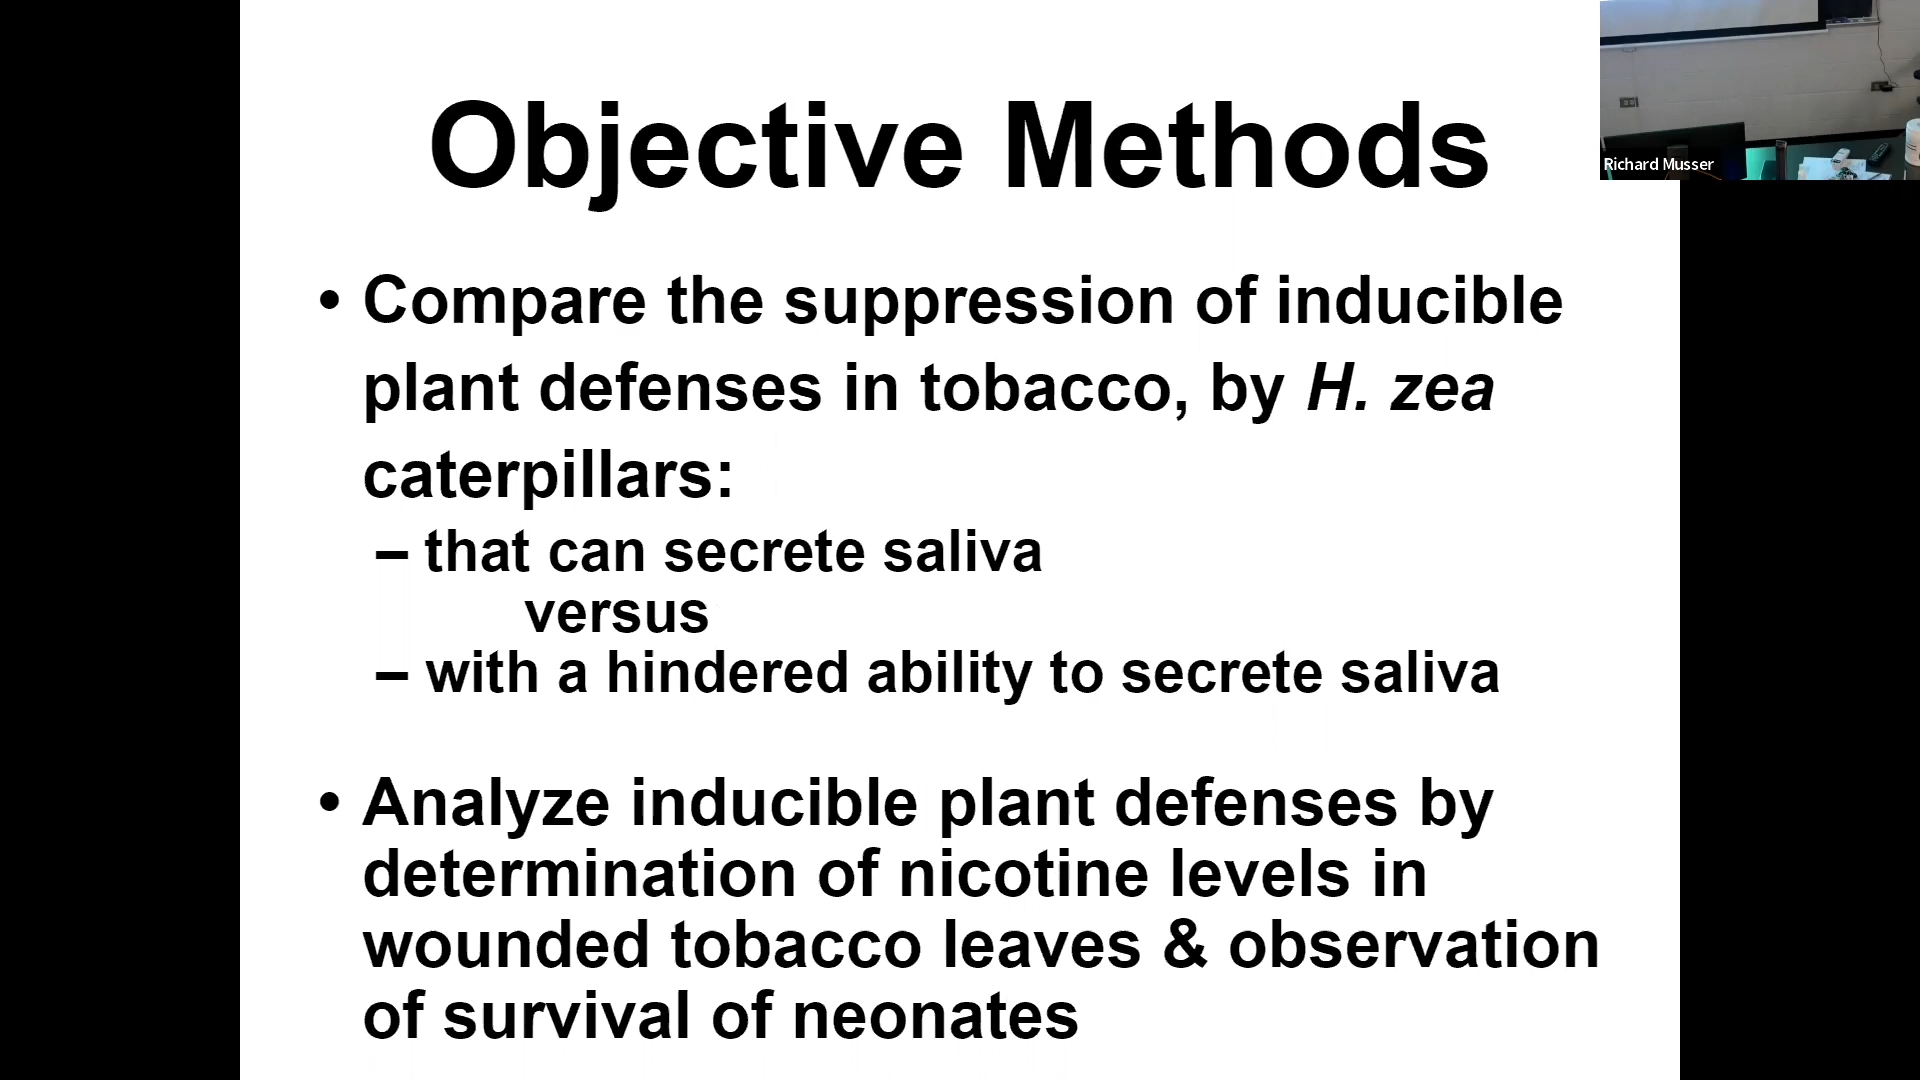 Objective Methods
Richard Musser
• Compare the suppression of inducible
plant defenses in tobacco, by H. zea
caterpillars:
– that can secrete saliva
versus
– with a hindered ability to secrete saliva
• Analyze inducible plant defenses by
determination of nicotine levels in
wounded tobacco leaves & observation
of survival of neonates